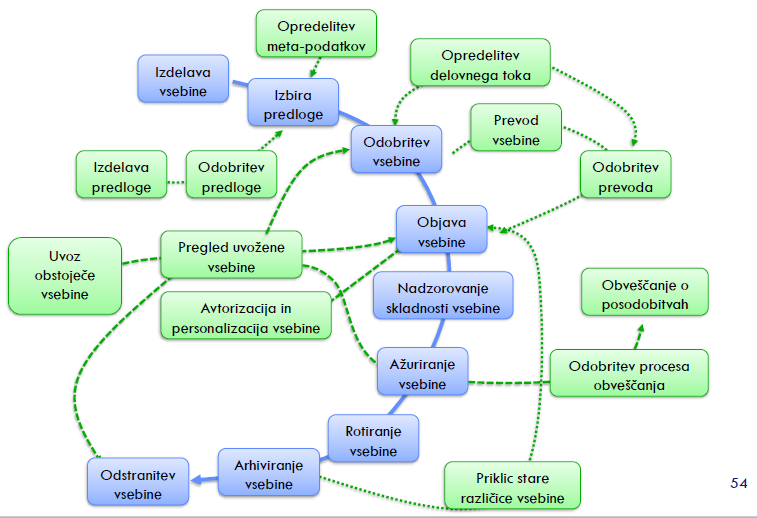 Opredelitev
meta-podatkov
Opredelitev
delovnega toka
Izdelava
vsebine
Izbira
predloge
Prevod
vsebine
Odobritev
vsebine
Izdelava
predloge
Odobritev
predloge
Odobritev
prevoda
Objava
vsebine
Uvoz
obstoječe
vsebine
Pregled uvožene
vsebine
Nadzorovanje
skladnosti vsebine
Obveščanje o
posodobitvah
Avtorizacija in
personalizacija vsebine
Ažuriranje
vsebine
Odobritev procesa
obveščanja
Rotiranje
vsebine
Odstranitev
vsebine
Arhiviranje
vsebine
Priklic stare
različice vsebine
54